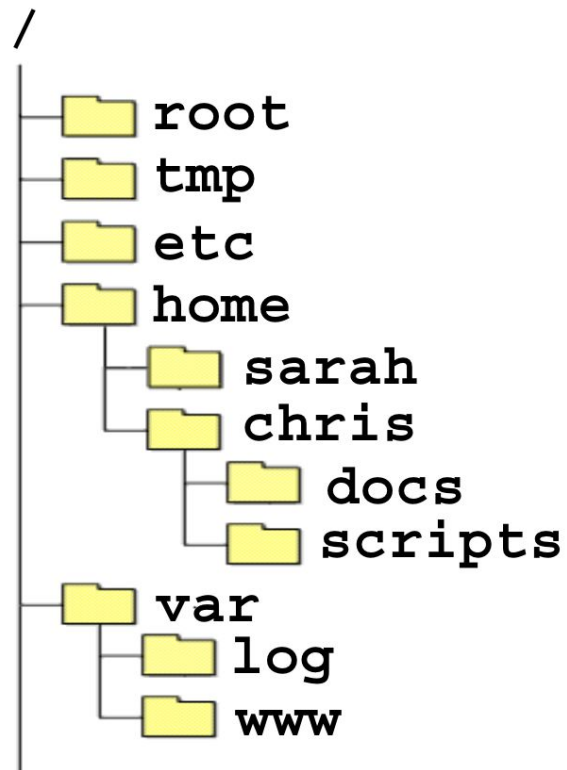 /
root
tmp
etc
home
sarah
chris
docs
scripts
var
log
www